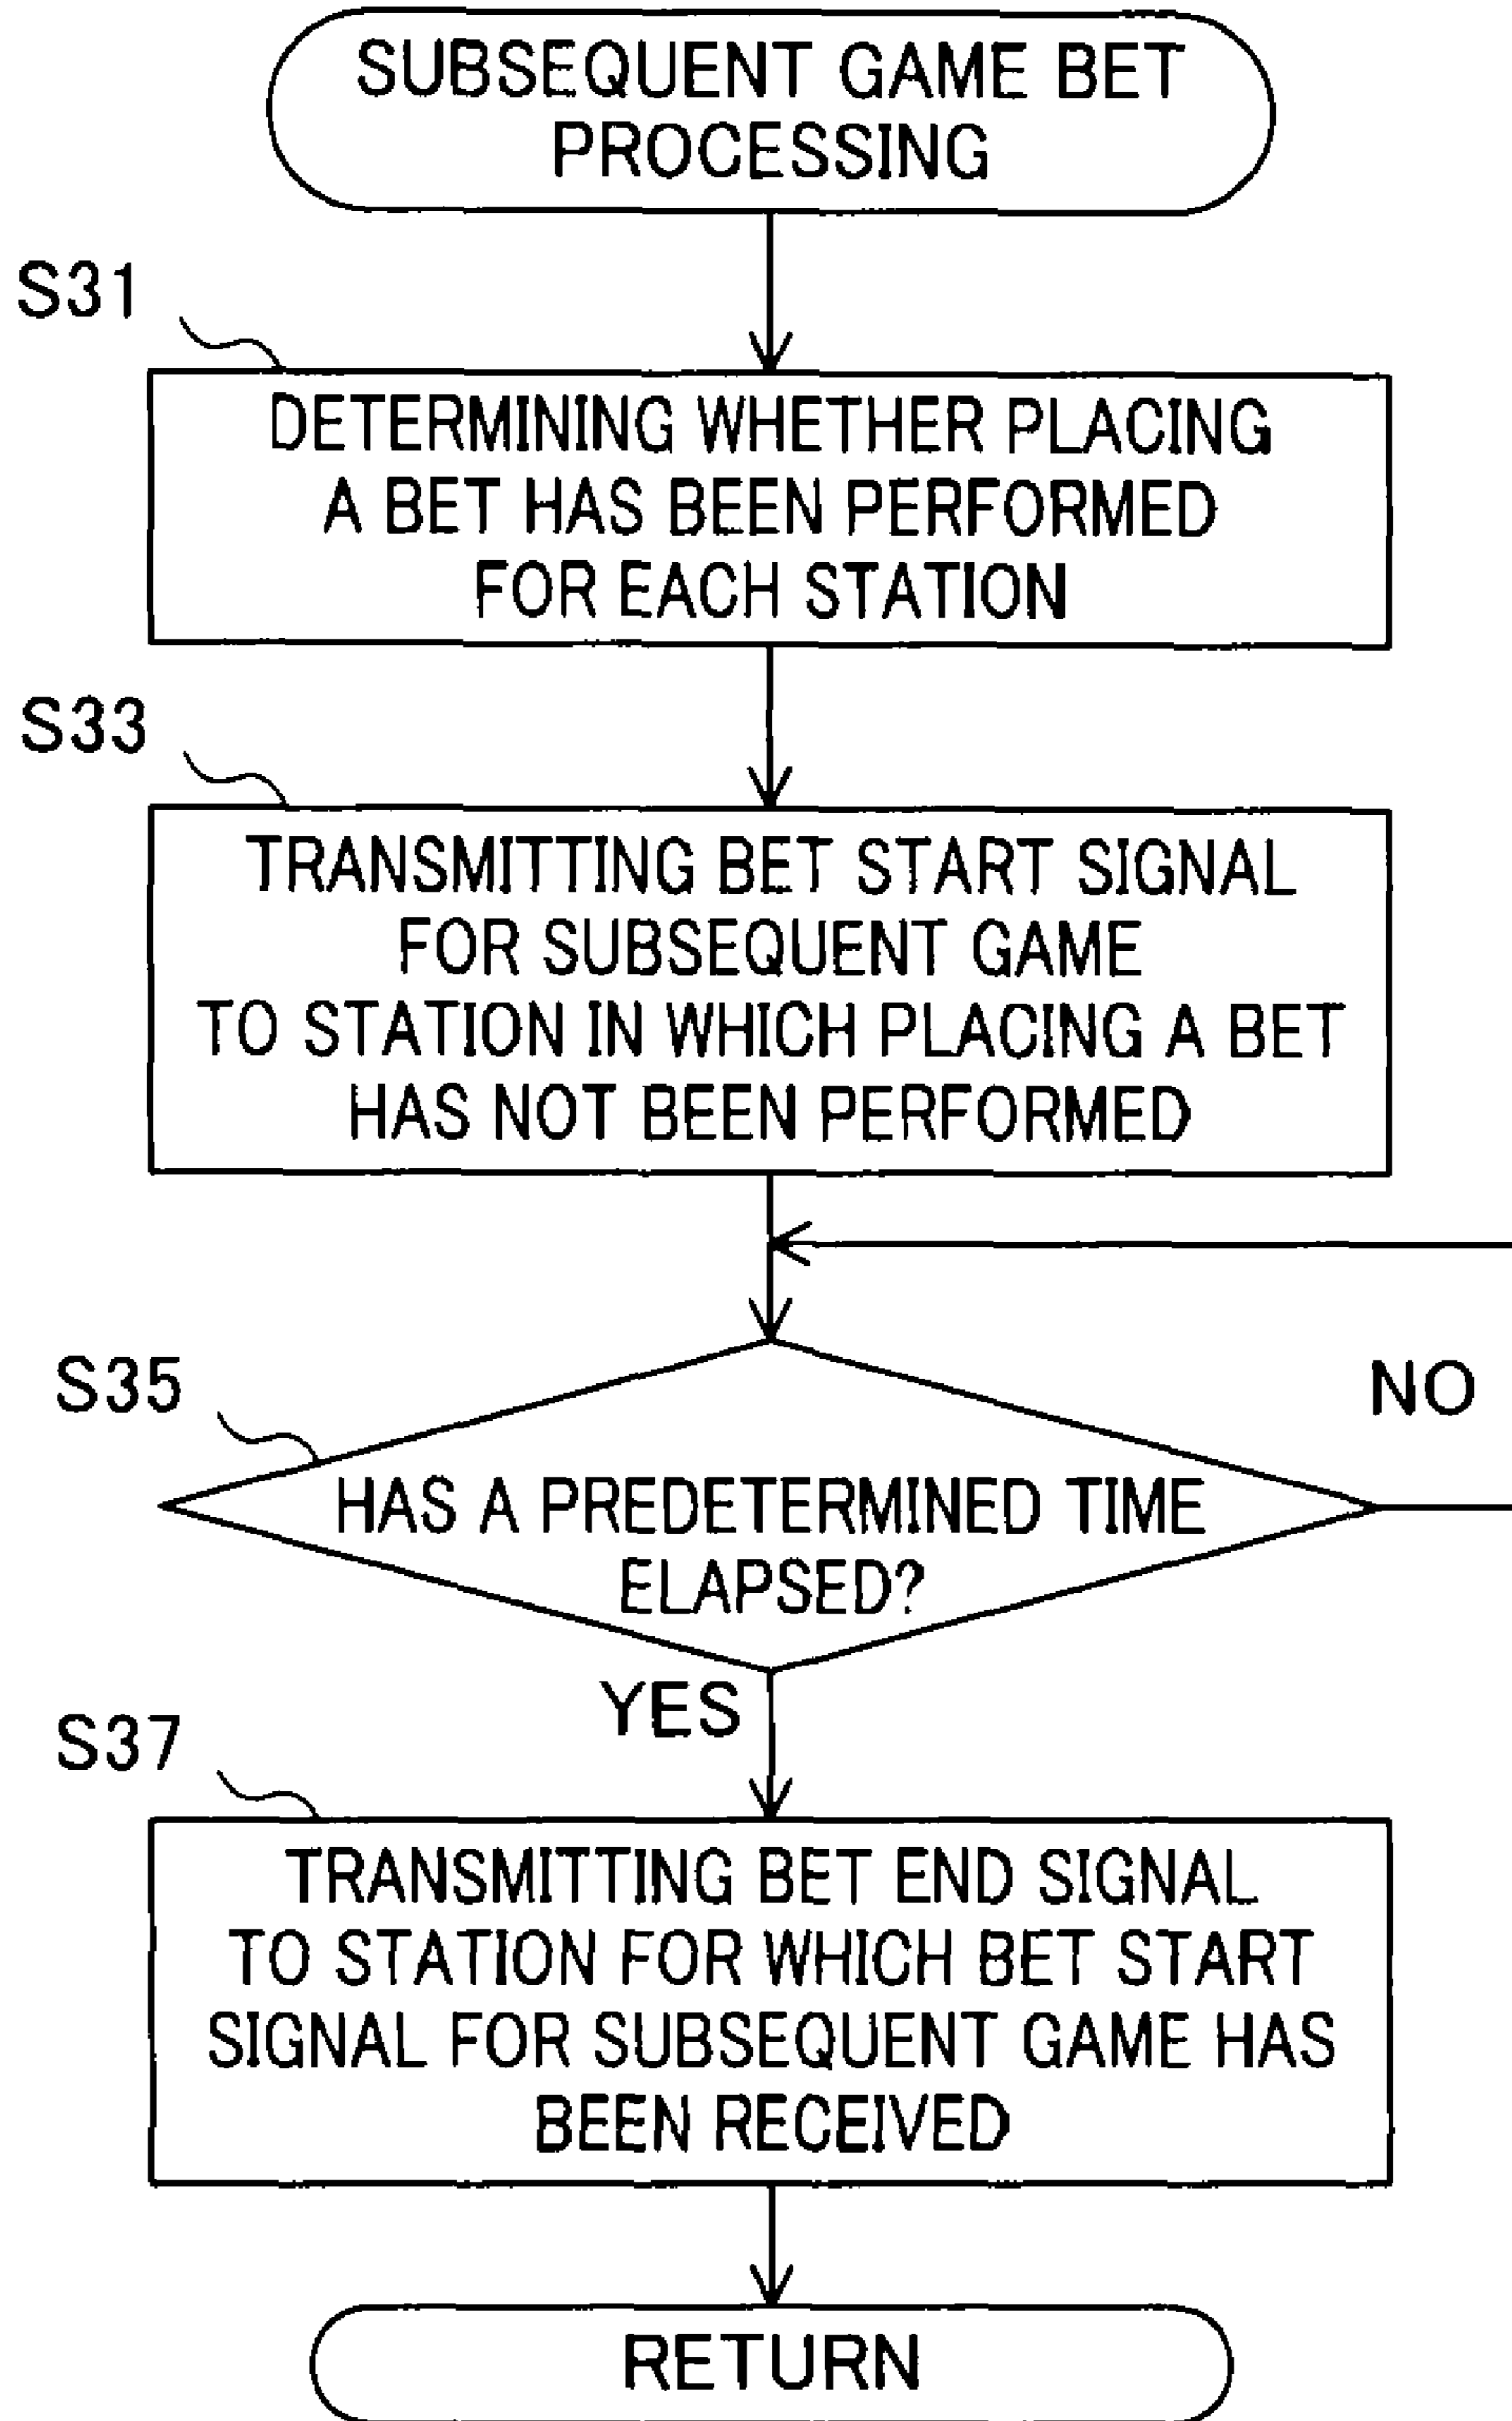 SUBSEQUENT GAME BET
PROCESSING
S31
DETERMINING WHETHER PLACING
A BET HAS BEEN PERFORMED
FOR EACH STATION
S33
TRANSMITTING BET START SIGNAL
FOR SUBSEQUENT GAME
TO STATION IN WHICH PLACING A BET
HAS NOT BEEN PERFORMED
S35
NO
HAS A PREDETERMINED TIME
ELAPSED?
YES
S37
TRANSMITTING BET END SIGNAL
TO STATION FOR WHICH BET START
SIGNAL FOR SUBSEQUENT GAME HAS
BEEN RECEIVED
RETURN